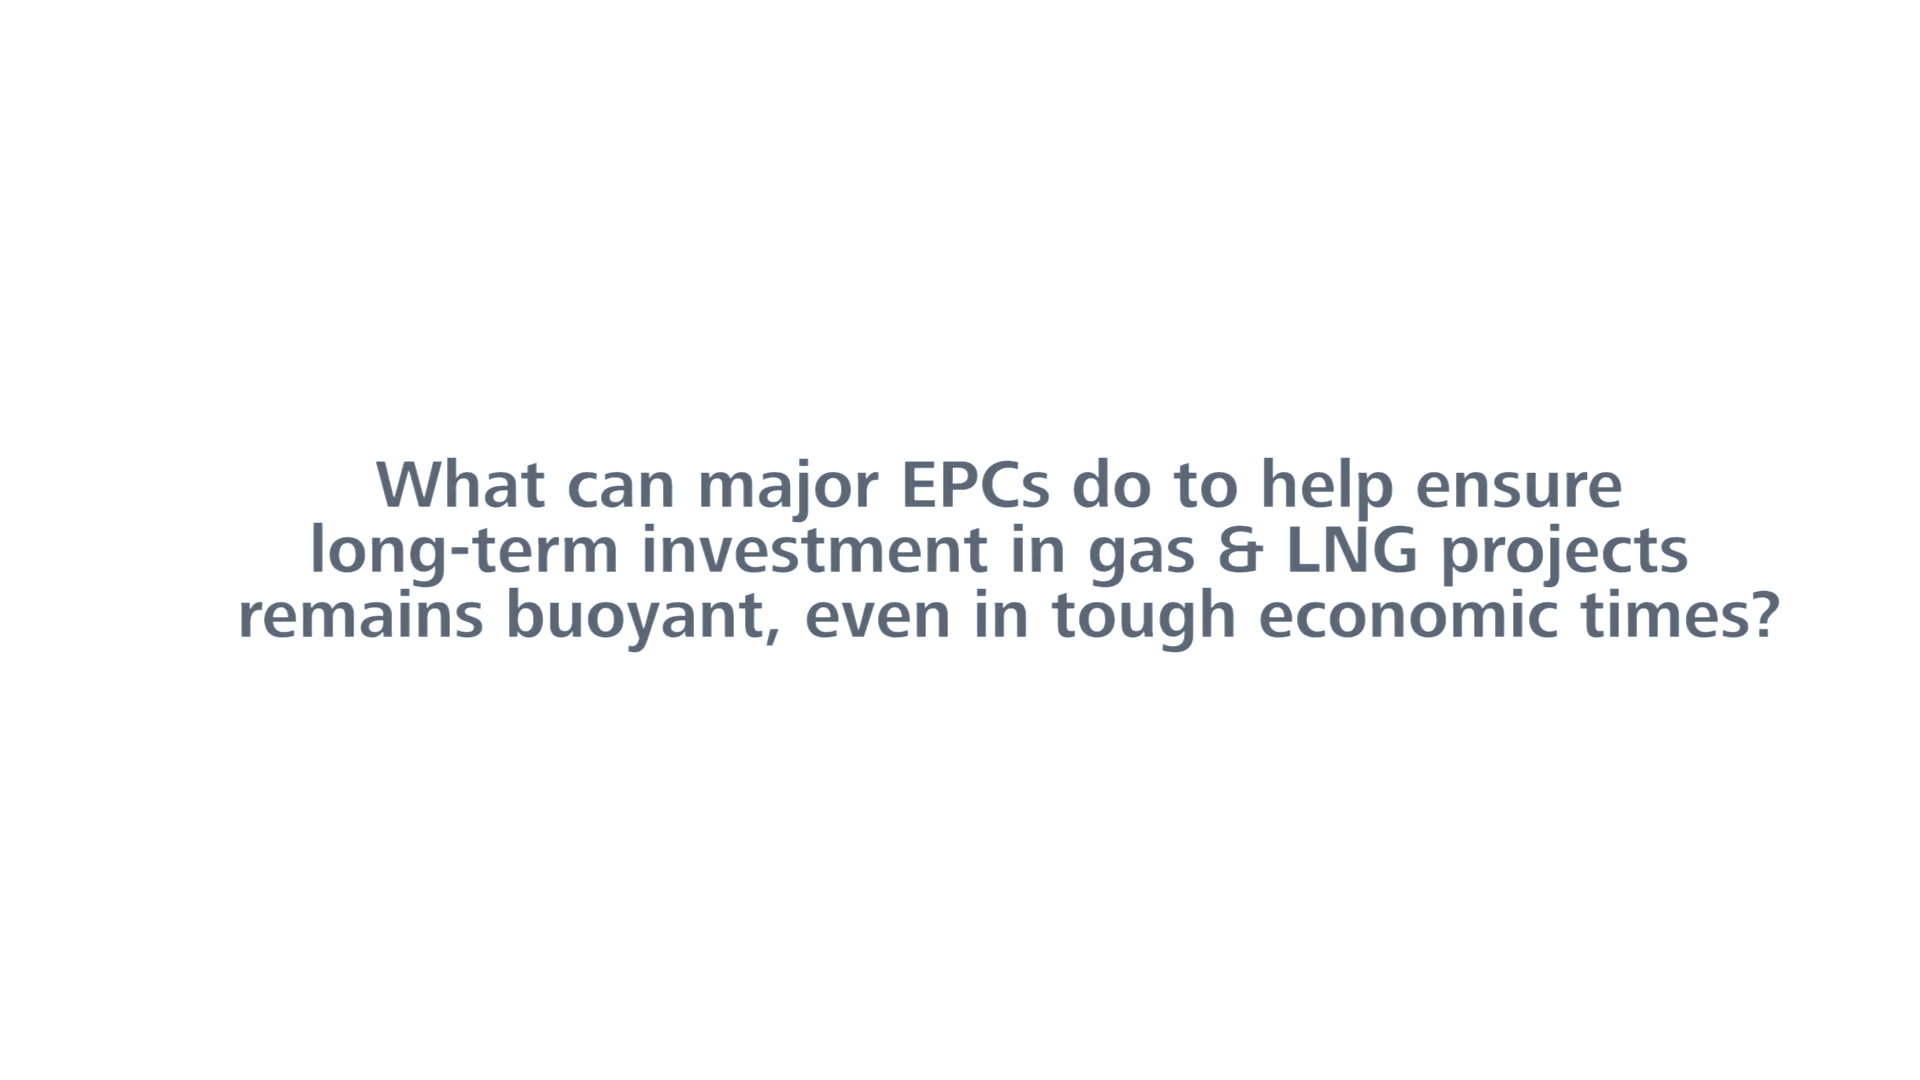 What can major EPCs do to help ensure
long-term investment in gas & LNG projects
remains buoyant, even in tough economic times?